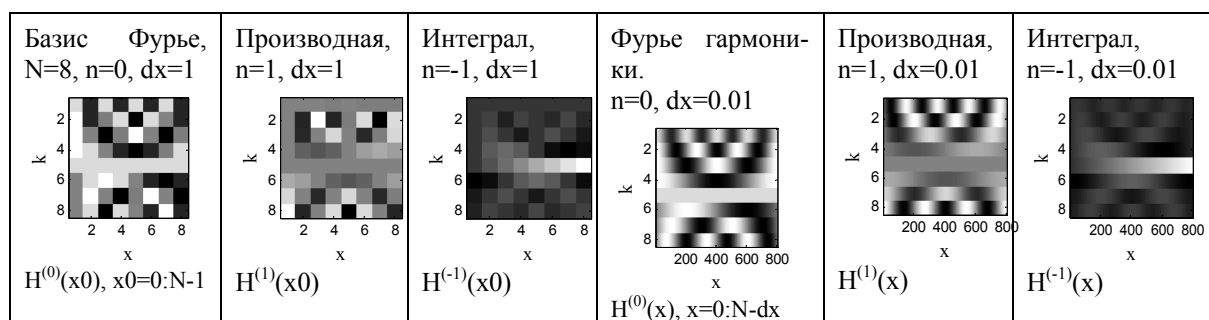 Базис Фурье,
N=8, n=0, dx=1
k
2
4
6
8
2 4 6 8
x
H(0)(x0), x0=0:N-1
Производная,
n=1, dx=1
k
2
4
6
8
2 4 6 8
x
H(1)(x0)
Интеграл,
n=-1, dx=1
k
2
4
6
8
2 4 6 8
x
H(-1)(x0)
Фурье гармони-
ки.
n=0, dx=0.01
k
2
4
6
8
200 400 600 800
x
H(0)(x), x=0:N-dx
Производная,
n=1, dx=0.01
k
2
4
6
8
200 400 600 800
x
H(1)(x)
Интеграл,
n=-1, dx=0.01
k
2
4
6
8
200 400 600 800
x
H(-1)(x)